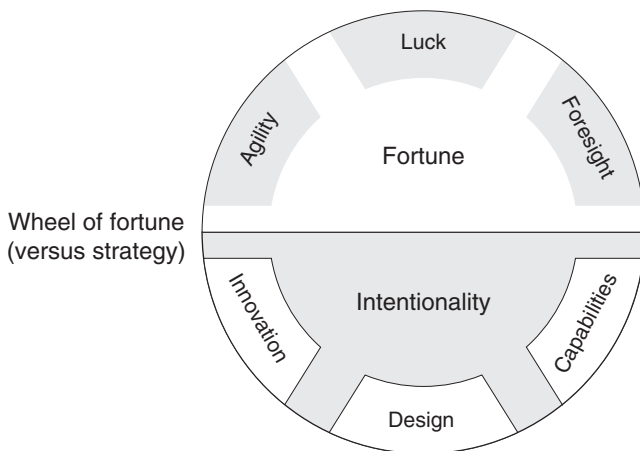 Luck
Agility
Foresight
Fortune
Wheel of fortune
(versus strategy)
Intentionality
Innovation
Capabilities
Design